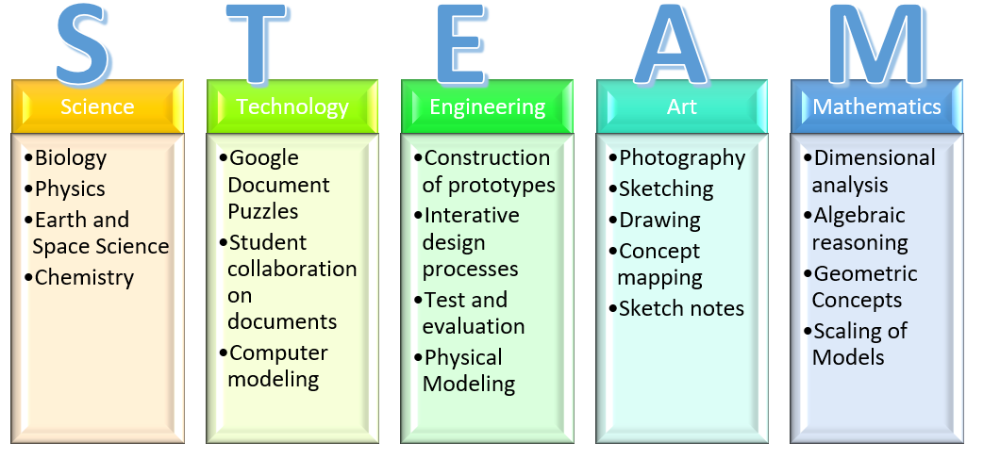 S T E A M
Science
•Biology
•Physics
•Earth and
Space Science
•Chemistry
Technology
•Google
Document
Puzzles
•Student
collaboration
on
documents
•Computer
modeling
Engineering
•Construction
of prototypes
•Interative
design
processes
•Test and
evaluation
•Physical
Modeling
Art
•Photography
•Sketching
•Drawing
•Concept
mapping
•Sketch notes
Mathematics
•Dimensional
analysis
•Algebraic
reasoning
•Geometric
Concepts
•Scaling of
Models